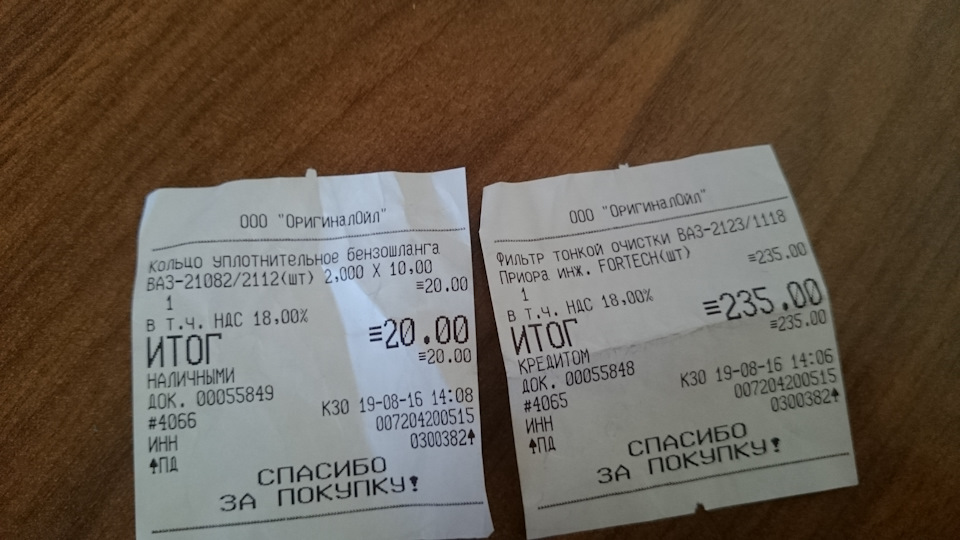 ООО "ОригиналОйл"
Кольцо уплотнительное бензошланга
ВАЗ-21082/2112(шт) 2,000 X 10,00
1 ≡20.00
В т.ч. НДС 18,00%
ИТОГ ≡20.00
НАЛИЧНЫМИ ≡20.00
ДОК. 00055849
#4066 К30 19-08-16 14:08
ИНН 007204200515
ПД 0300382
СПАСИБО
ЗА ПОКУПКУ!
ООО "ОригиналОйл"
Фильтр тонкой очистки ВАЗ-2123/1118
Приора инж. FORTECH(шт)
1 ≡235.00
В т.ч. НДС 18,00%
ИТОГ ≡235.00
КРЕДИТОМ ≡235.00
ДОК. 00055848
#4065 К30 19-08-16 14:06
ИНН 007204200515
ПД 0300382
СПАСИБО
ЗА ПОКУПКУ!